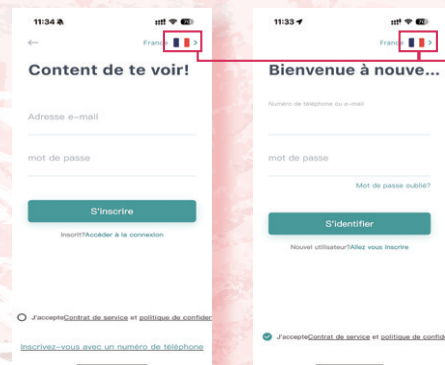 11:34
France
Content de te voir!
Adresse e-mail
mot de passe
S'inscrire
Inscrit?Accéder à la connexion
J'accepteContrat de service et politique de confiden
Inscrivez-vous avec un numéro de téléphone
11:33
France
Bienvenue à nouve...
Numéro de téléphone ou e-mail
mot de passe
Mot de passe oublié?
S'identifier
Nouvel utilisateur?Allez vous inscrire
J'accepteContrat de service et politique de confide